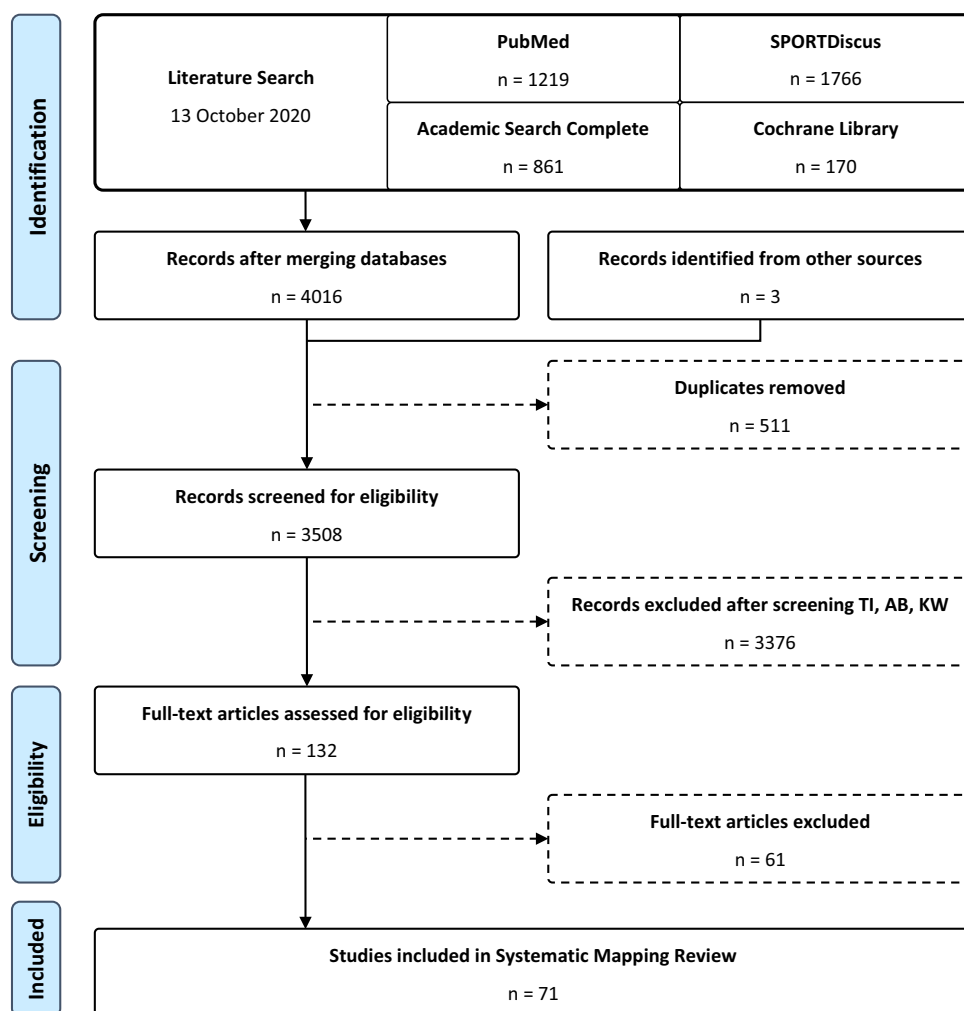 Identification
Literature Search
13 October 2020
PubMed
n = 1219
SPORTDiscus
n = 1766
Academic Search Complete
n = 861
Cochrane Library
n = 170
Records after merging databases
n = 4016
Records identified from other sources
n = 3
Screening
Duplicates removed
n = 511
Records screened for eligibility
n = 3508
Records excluded after screening TI, AB, KW
n = 3376
Eligibility
Full-text articles assessed for eligibility
n = 132
Full-text articles excluded
n = 61
Included
Studies included in Systematic Mapping Review
n = 71